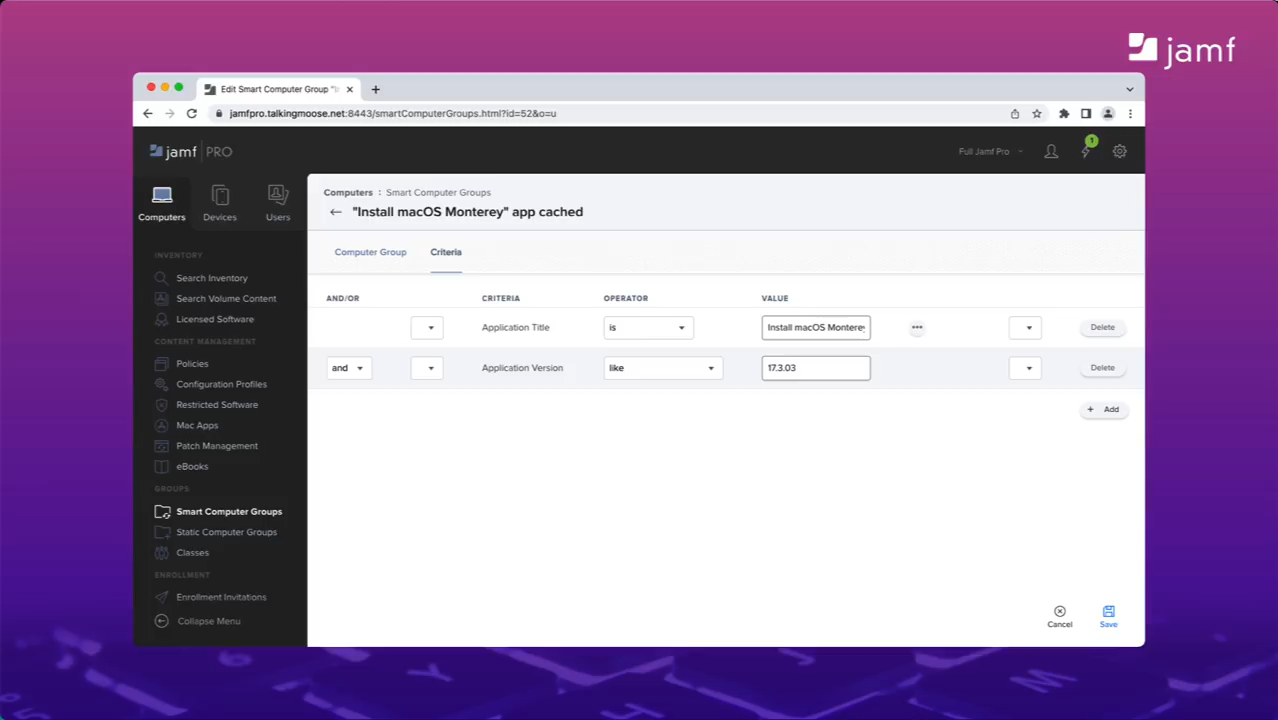 jamf
Edit Smart Computer Group "I
jamfpro.talkingmoose.net:8443/smartComputerGroups.html?id=52&o=u
jamf PRO
Full Jamf Pro
1
Computers
Devices
Users
INVENTORY
Search Inventory
Search Volume Content
Licensed Software
CONTENT MANAGEMENT
Policies
Configuration Profiles
Restricted Software
Mac Apps
Patch Management
eBooks
GROUPS
Smart Computer Groups
Static Computer Groups
Classes
ENROLLMENT
Enrollment Invitations
Collapse Menu
Computers : Smart Computer Groups
"Install macOS Monterey" app cached
Computer Group Criteria
AND/OR CRITERIA OPERATOR VALUE
Application Title is Install macOS Monterey Delete
and Application Version like 17.3.03 Delete
+ Add
Cancel Save